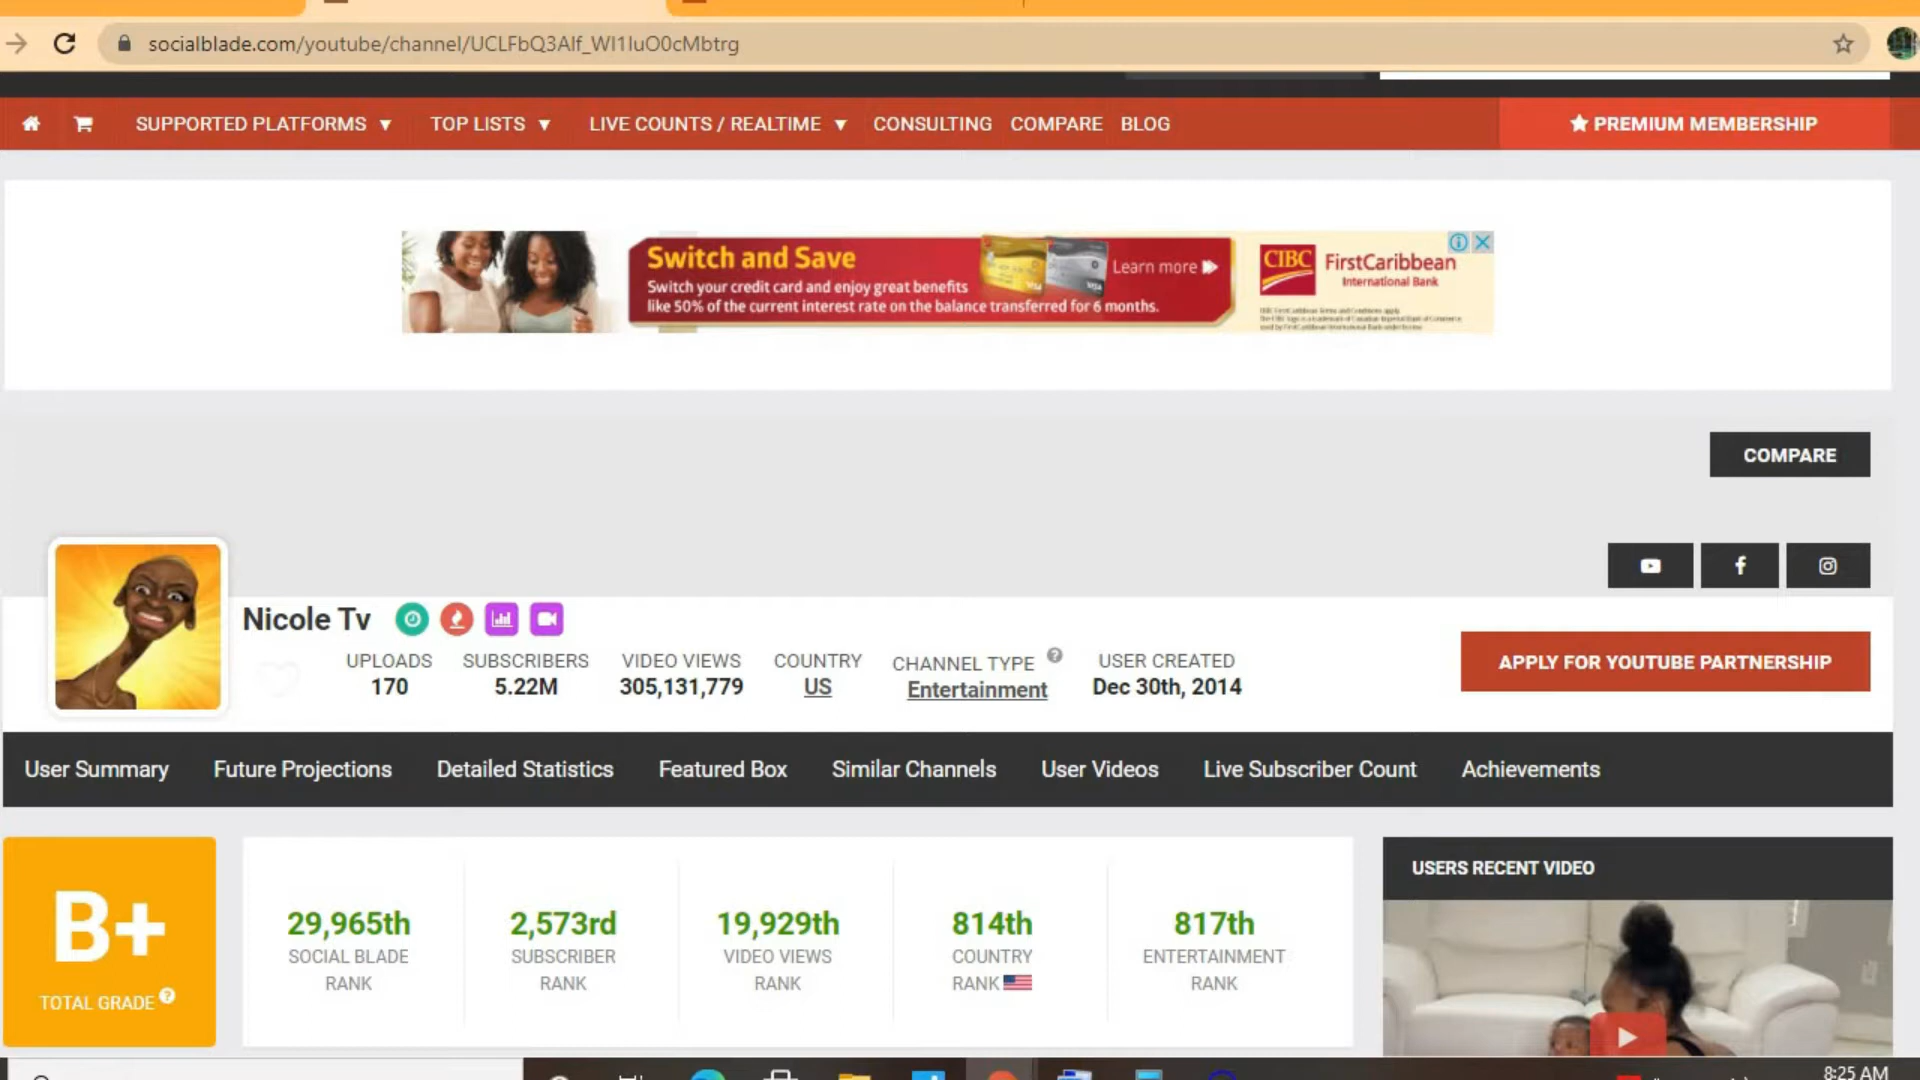 socialblade.com/youtube/channel/UCLFbQ3Alf_WI1IuO0cMbtrg
SUPPORTED PLATFORMS ▼ TOP LISTS ▼ LIVE COUNTS / REALTIME ▼ CONSULTING COMPARE BLOG ★ PREMIUM MEMBERSHIP
Switch and Save
Switch your credit card and enjoy great benefits
like 50% of the current interest rate on the balance transferred for 6 months.
Learn more
CIBC FirstCaribbean
International Bank
COMPARE
Nicole Tv
UPLOADS SUBSCRIBERS VIDEO VIEWS COUNTRY CHANNEL TYPE USER CREATED
170 5.22M 305,131,779 US Entertainment Dec 30th, 2014
APPLY FOR YOUTUBE PARTNERSHIP
User Summary Future Projections Detailed Statistics Featured Box Similar Channels User Videos Live Subscriber Count Achievements
B+
TOTAL GRADE
29,965th
SOCIAL BLADE
RANK
2,573rd
SUBSCRIBER
RANK
19,929th
VIDEO VIEWS
RANK
814th
COUNTRY
RANK
817th
ENTERTAINMENT
RANK
USERS RECENT VIDEO
8:25 AM